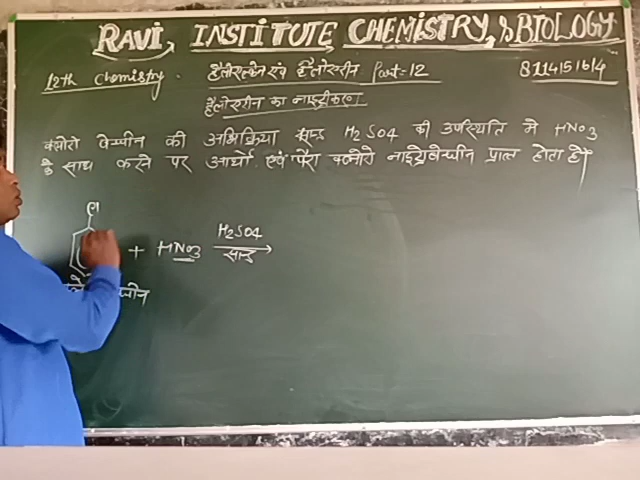 RAVI INSTITUTE CHEMISTRY & BIOLOGY
12th Chemistry. हैलोएल्केन एवं हैलोएरीन Part-12 8114151614
हैलोएरीन का नाइट्रीकरण
क्लोरो बेन्जीन की अभिक्रिया सान्द्र H2SO4 की उपस्थिति में HNO3
के साथ करने पर आर्थो एवं पैरा क्लोरो नाइट्रोबेन्जीन प्राप्त होता है।
Cl
+ HNO3 H2SO4
सान्द्र